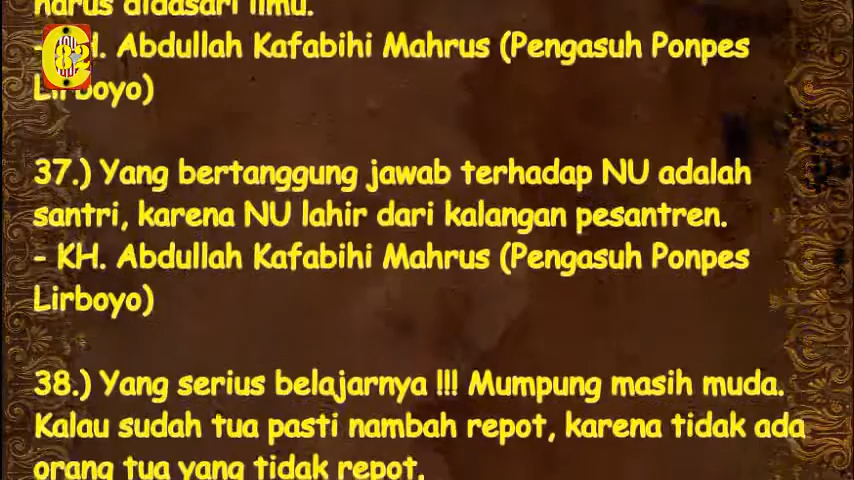 harus didasari ilmu.
. Abdullah Kafabihi Mahrus (Pengasuh Ponpes
Lirboyo)
37.) Yang bertanggung jawab terhadap NU adalah
santri, karena NU lahir dari kalangan pesantren.
- KH. Abdullah Kafabihi Mahrus (Pengasuh Ponpes
Lirboyo)
38.) Yang serius belajarnya !!! Mumpung masih muda.
Kalau sudah tua pasti nambah repot, karena tidak ada
orang tua yang tidak repot.